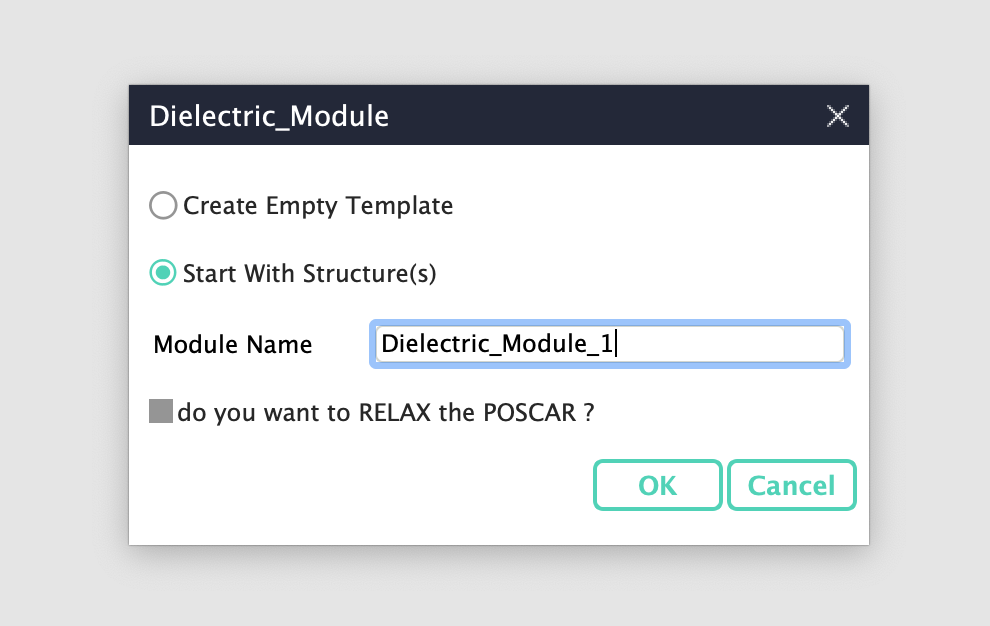 Dielectric_Module
Create Empty Template
Start With Structure(s)
Module Name Dielectric_Module_1
do you want to RELAX the POSCAR ?
OK Cancel